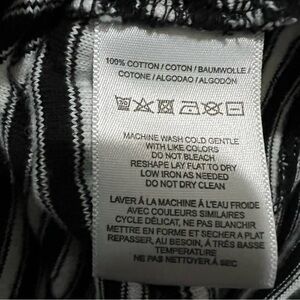 100% COTTON / COTON / BAUMWOLLE /
COTONE / ALGODAO / ALGODÓN
MACHINE WASH COLD GENTLE
WITH LIKE COLORS
DO NOT BLEACH
RESHAPE LAY FLAT TO DRY
LOW IRON AS NEEDED
DO NOT DRY CLEAN
LAVER À LA MACHINE À L'EAU FROIDE
AVEC COULEURS SIMILAIRES
CYCLE DÉLICAT, NE PAS BLANCHIR
METTRE EN FORME ET SECHER A PLAT
REPASSER, AU BESOIN, À TRÈS BASSE
TEMPÉRATURE
NE PAS NETTOYER À SEC